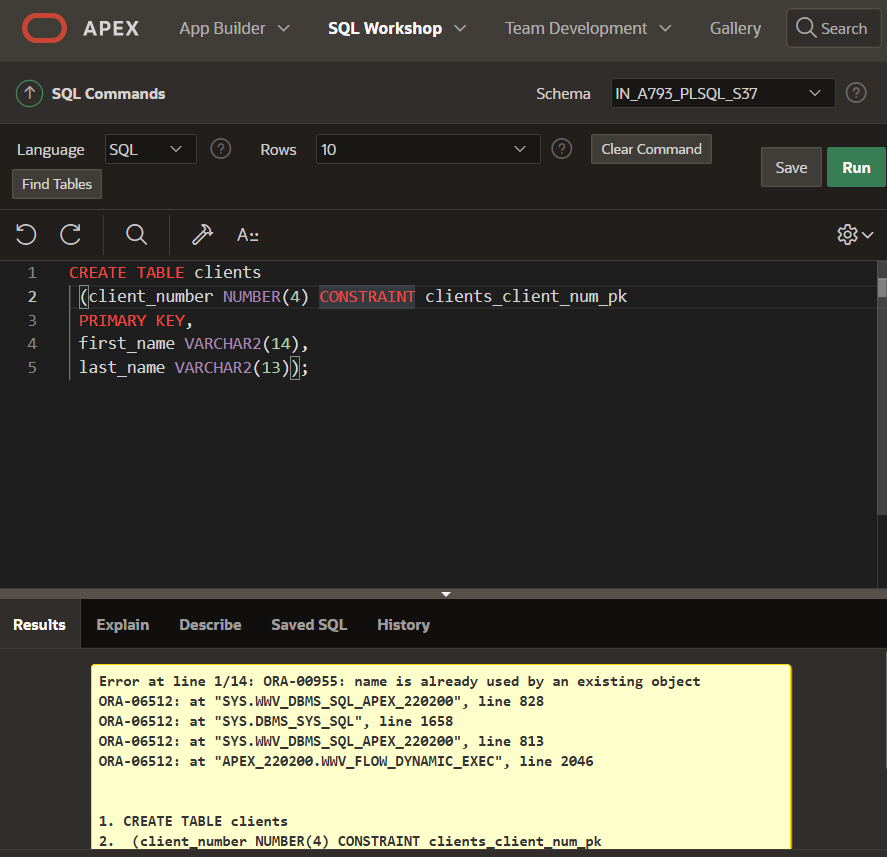 APEX App Builder SQL Workshop Team Development Gallery Search
SQL Commands Schema IN_A793_PLSQL_S37
Language SQL Rows 10 Clear Command Save Run
Find Tables
A::
1 CREATE TABLE clients
2 (client_number NUMBER(4) CONSTRAINT clients_client_num_pk
3 PRIMARY KEY,
4 first_name VARCHAR2(14),
5 last_name VARCHAR2(13));
Results Explain Describe Saved SQL History
Error at line 1/14: ORA-00955: name is already used by an existing object
ORA-06512: at "SYS.WWV_DBMS_SQL_APEX_220200", line 828
ORA-06512: at "SYS.DBMS_SYS_SQL", line 1658
ORA-06512: at "SYS.WWV_DBMS_SQL_APEX_220200", line 813
ORA-06512: at "APEX_220200.WWV_FLOW_DYNAMIC_EXEC", line 2046
1. CREATE TABLE clients
2. (client_number NUMBER(4) CONSTRAINT clients_client_num_pk